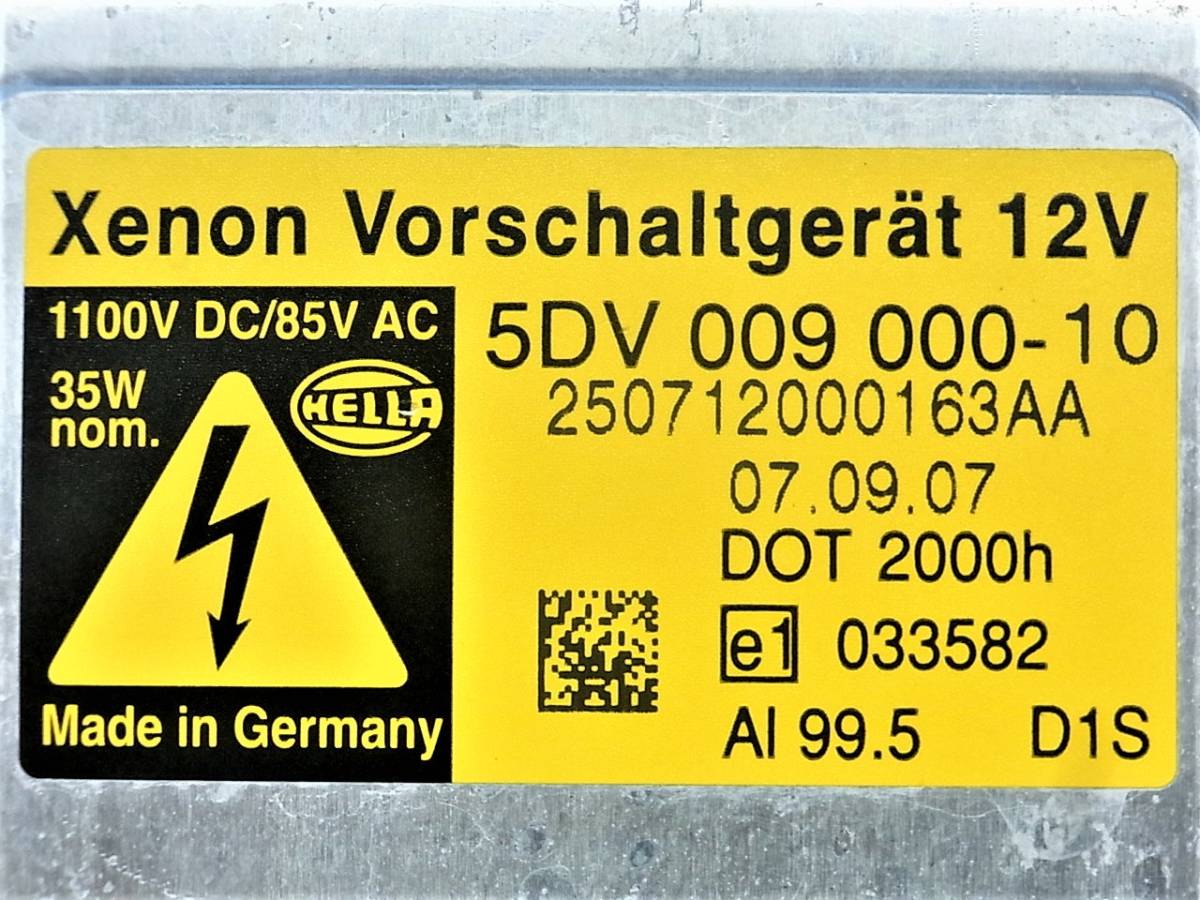 Xenon Vorschaltgerät 12V
1100V DC/85V AC
35W
nom.
HELLA
Made in Germany
5DV 009 000-10
250712000163AA
07.09.07
DOT 2000h
e1 033582
Al 99.5 D1S